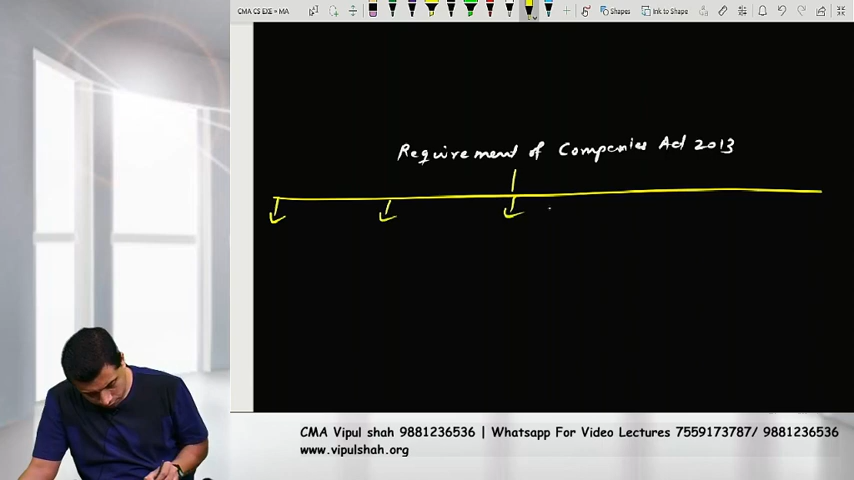 CMA CS EXE = MA
Shapes
Ink to Shape
Requirement of Companies Act 2013
CMA Vipul shah 9881236536 | Whatsapp For Video Lectures 7559173787/ 9881236536
www.vipulshah.org